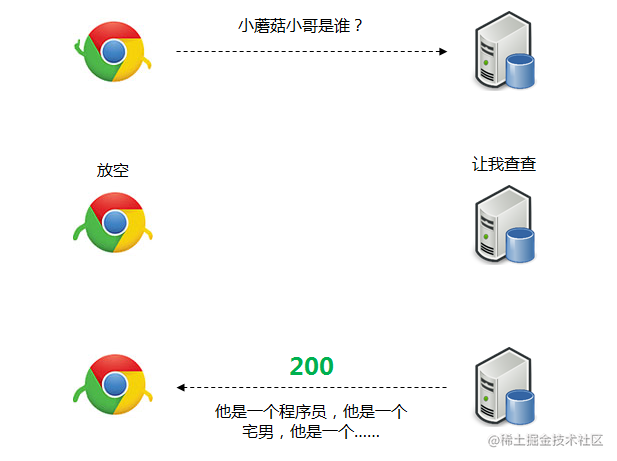 小蘑菇小哥是谁？
放空
让我查查
200
他是一个程序员，他是一个
宅男，他是一个......
@稀土掘金技术社区